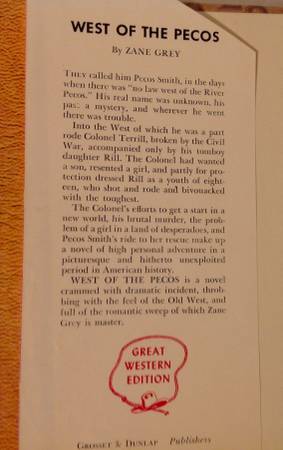 WEST OF THE PECOS
By ZANE GREY
THEY called him Pecos Smith, in the days
when there was "no law west of the River
Pecos." His real name was unknown, his
past a mystery, and wherever he went
there was trouble.
Into the West of which he was a part
rode Colonel Terrill, broken by the Civil
War, accompanied only by his tomboy
daughter Rill. The Colonel had wanted
a son, resented a girl, and partly for pro-
tection dressed Rill as a youth of eight-
een, who shot and rode and bivouacked
with the toughest.
The Colonel's efforts to get a start in a
new world, his brutal murder, the prob-
lem of a girl in a land of desperadoes, and
Pecos Smith's ride to her rescue make up
a novel of high personal adventure in a
picturesque and hitherto unexploited
period in American history.
WEST OF THE PECOS is a novel
crammed with dramatic incident, throb-
bing with the feel of the Old West, and
full of the romantic sweep of which Zane
Grey is master.
GREAT
WESTERN
EDITION
GROSSET & DUNLAP Publishers